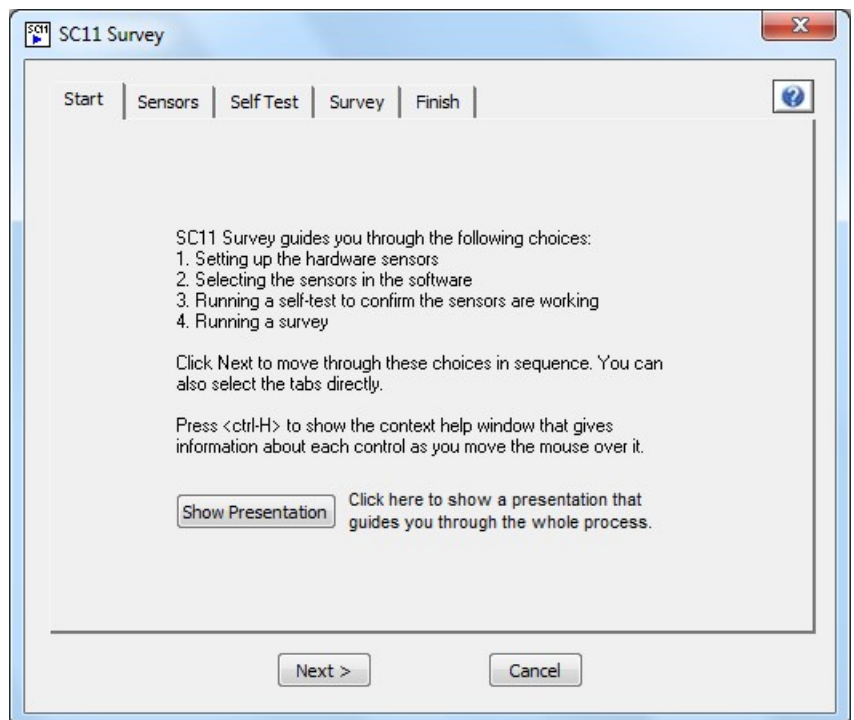 SC11 SC11 Survey
Start Sensors Self Test Survey Finish
SC11 Survey guides you through the following choices:
1. Setting up the hardware sensors
2. Selecting the sensors in the software
3. Running a self-test to confirm the sensors are working
4. Running a survey
Click Next to move through these choices in sequence. You can
also select the tabs directly.
Press <ctrl-H> to show the context help window that gives
information about each control as you move the mouse over it.
Show Presentation
Click here to show a presentation that
guides you through the whole process.
Next > Cancel